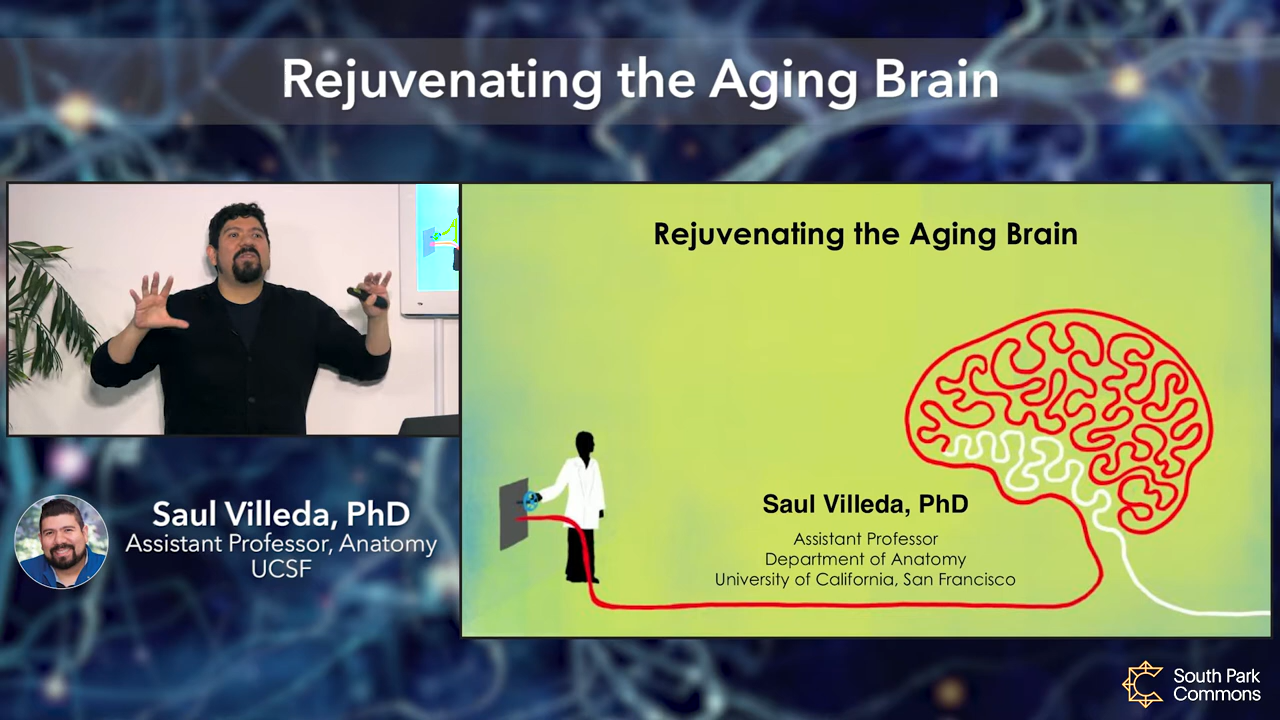 Rejuvenating the Aging Brain
Rejuvenating the Aging Brain
Saul Villeda, PhD
Assistant Professor
Department of Anatomy
University of California, San Francisco
Saul Villeda, PhD
Assistant Professor, Anatomy
UCSF
South Park
Commons